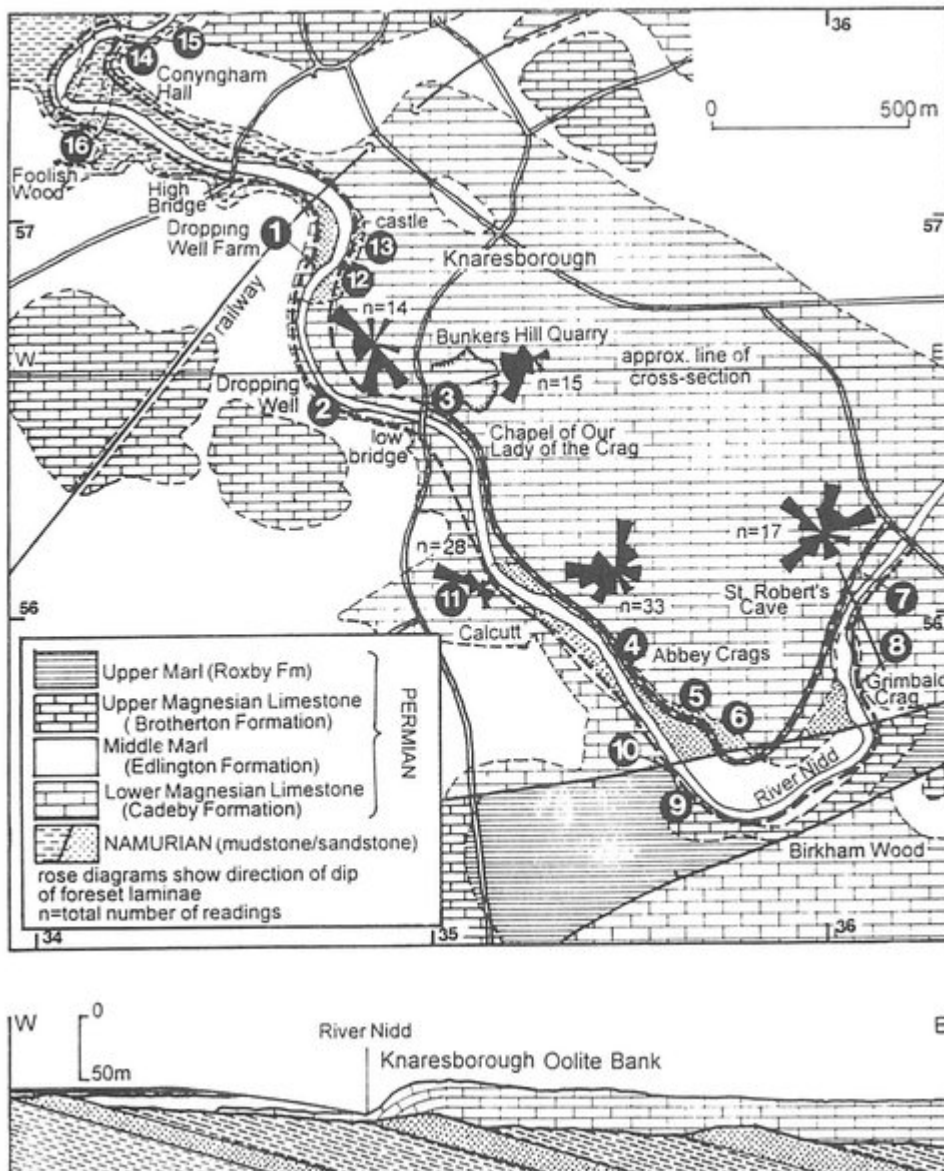 36
15
14
Conyngham
Hall
0 500 m
16
Foolish
Wood
High
Bridge
57
57
Dropping
Well Farm
1
castle
13
Knaresborough
12
railway
n=14
W
Bunkers Hill Quarry
approx. line of
cross-section
n=15
Dropping
Well
2
3
low
bridge
Chapel of Our
Lady of the Crag
n=28
n=17
11
n=33
St. Robert's
Cave
7
56
56
Calcutt
4
Abbey Crags
8
Grimbald
Crag
5
6
10
River Nidd
9
Birkham Wood
Upper Marl (Roxby Fm)
Upper Magnesian Limestone
(Brotherton Formation)
Middle Marl
(Edlington Formation)
Lower Magnesian Limestone
(Cadeby Formation)
PERMIAN
NAMURIAN (mudstone/sandstone)
rose diagrams show direction of dip
of foreset laminae
n=total number of readings
34
35
36
W
0
50m
River Nidd
Knaresborough Oolite Bank